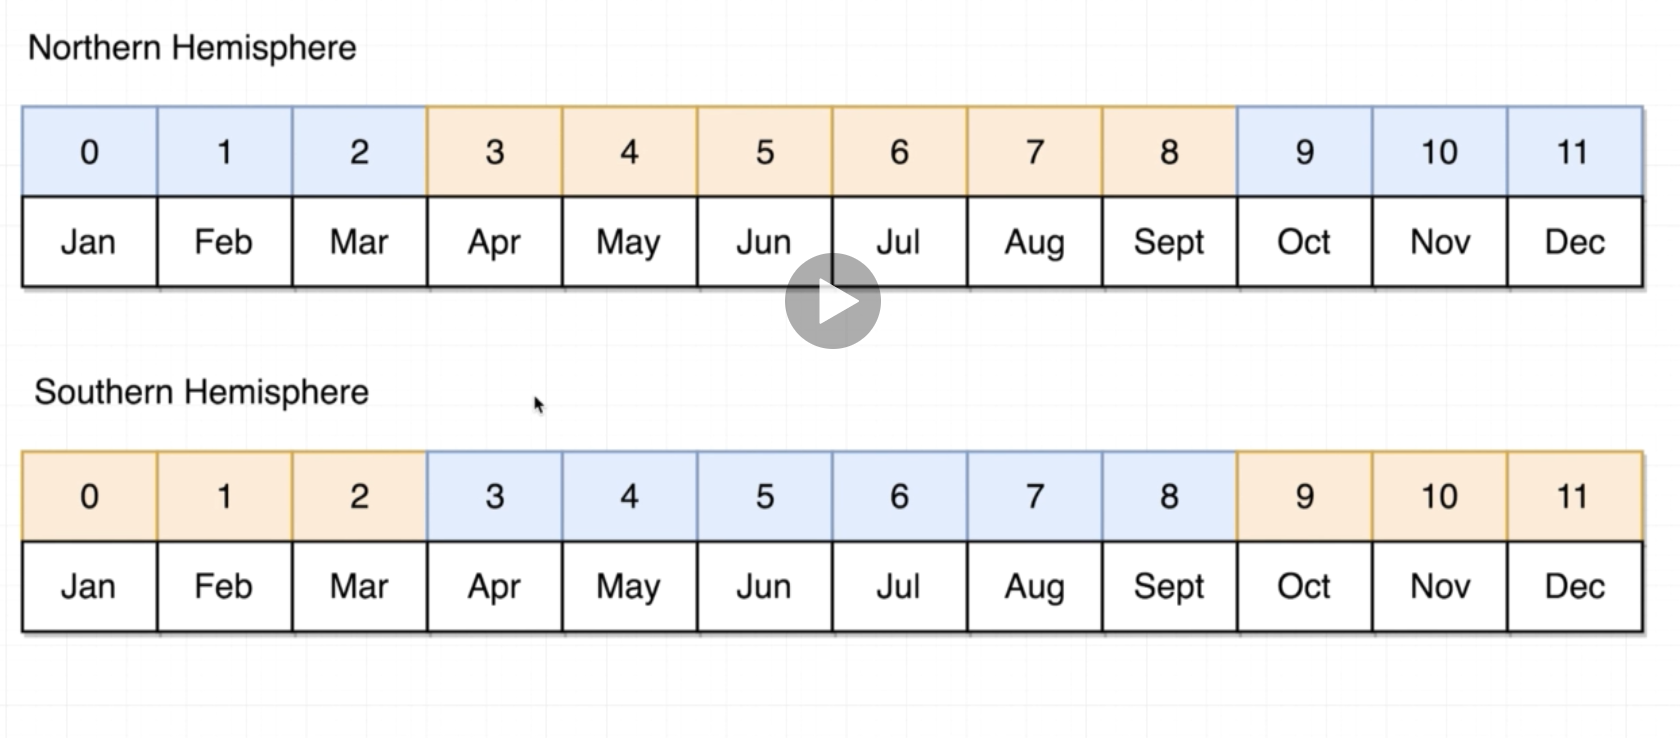 Northern Hemisphere
0 1 2 3 4 5 6 7 8 9 10 11
Jan Feb Mar Apr May Jun Jul Aug Sept Oct Nov Dec
Southern Hemisphere
0 1 2 3 4 5 6 7 8 9 10 11
Jan Feb Mar Apr May Jun Jul Aug Sept Oct Nov Dec